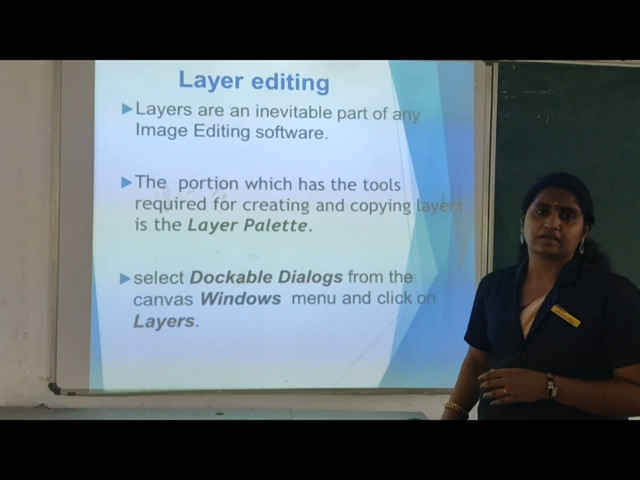 Layer editing
Layers are an inevitable part of any
Image Editing software.
The portion which has the tools
required for creating and copying layers
is the Layer Palette.
select Dockable Dialogs from the
canvas Windows menu and click on
Layers.